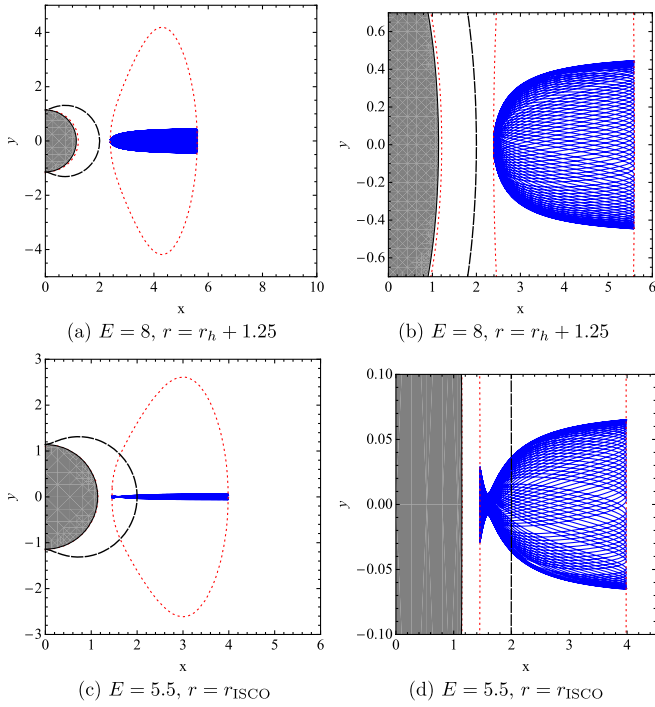 4
2
0
−2
−4
y
0 2 4 6 8 10
x
(a) E = 8, r = r_h + 1.25
0.6
0.4
0.2
0.0
−0.2
−0.4
−0.6
y
0 1 2 3 4 5 6
x
(b) E = 8, r = r_h + 1.25
3
2
1
0
−1
−2
−3
y
0 1 2 3 4 5 6
x
(c) E = 5.5, r = r_ISCO
0.10
0.05
0.00
−0.05
−0.10
y
0 1 2 3 4
x
(d) E = 5.5, r = r_ISCO